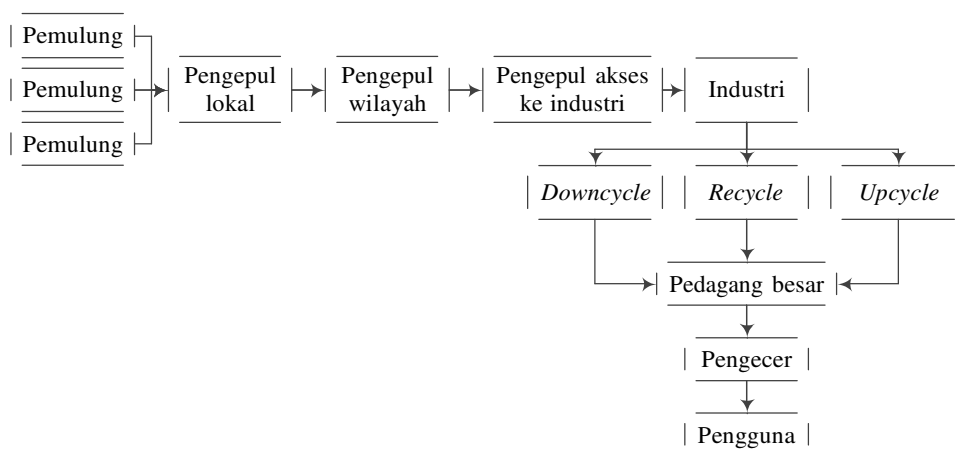 Pemulung
Pemulung
Pemulung
Pengepul
lokal
Pengepul
wilayah
Pengepul akses
ke industri
Industri
Downcycle
Recycle
Upcycle
Pedagang besar
Pengecer
Pengguna